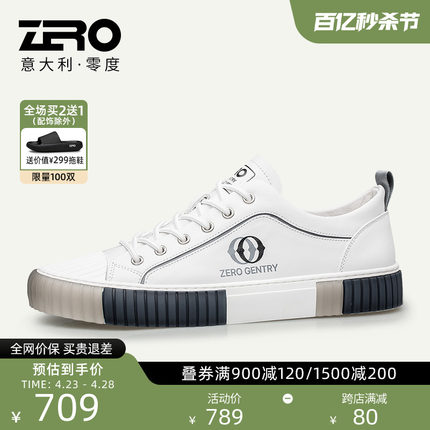 ZERO
意大利·零度
百亿秒杀节
全场买2送1
(配饰除外)
送价值¥299拖鞋
限量100双
ZERO
ZERO GENTRY
全网价保 买贵退差
预估到手价
TIME: 4.23 - 4.28
¥ 709
叠券满900减120/1500减200
活动价
¥ 789
跨店满减
¥ 80